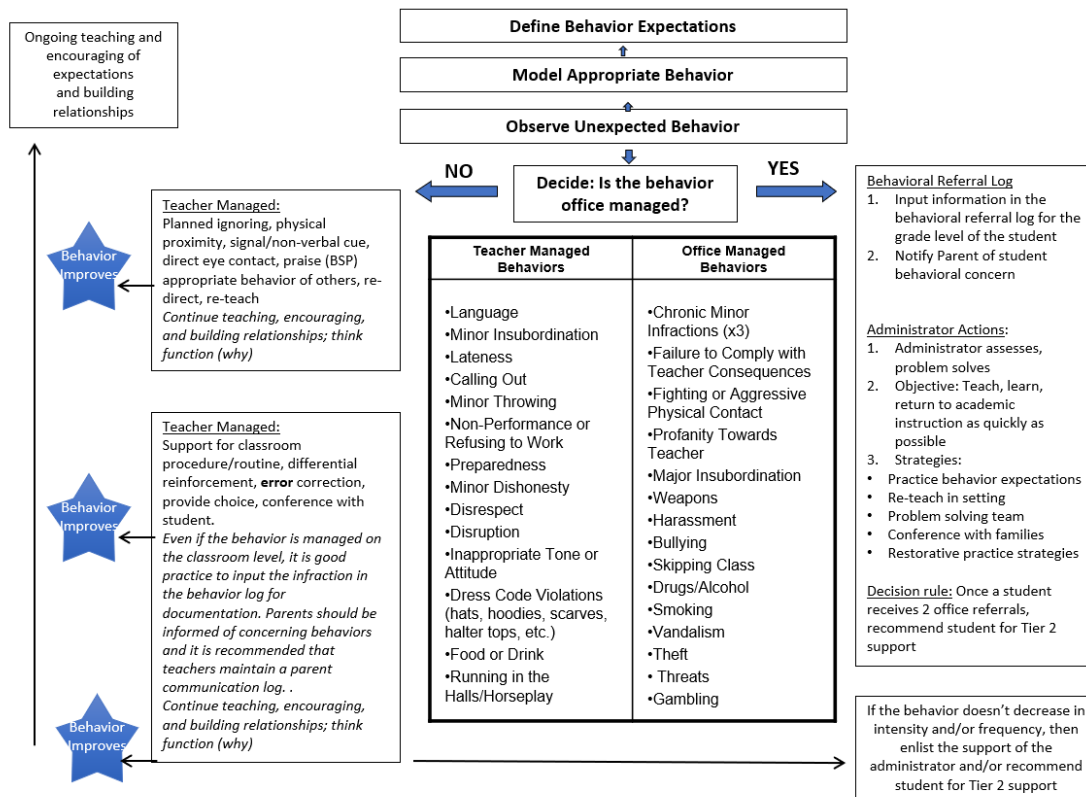 Define Behavior Expectations
Model Appropriate Behavior
Observe Unexpected Behavior
Decide: Is the behavior
office managed?
NO
YES
Ongoing teaching and
encouraging of
expectations
and building
relationships
Behavior
Improves
Teacher Managed:
Planned ignoring, physical
proximity, signal/non-verbal cue,
direct eye contact, praise (BSP)
appropriate behavior of others, re-
direct, re-teach
Continue teaching, encouraging,
and building relationships; think
function (why)
Behavior
Improves
Teacher Managed:
Support for classroom
procedure/routine, differential
reinforcement, error correction,
provide choice, conference with
student.
Even if the behavior is managed on
the classroom level, it is good
practice to input the infraction in
the behavior log for
documentation. Parents should be
informed of concerning behaviors
and it is recommended that
teachers maintain a parent
communication log. .
Continue teaching, encouraging,
and building relationships; think
function (why)
Behavior
Improves
Teacher Managed
Behaviors
•Language
•Minor Insubordination
•Lateness
•Calling Out
•Minor Throwing
•Non-Performance or
Refusing to Work
•Preparedness
•Minor Dishonesty
•Disrespect
•Disruption
•Inappropriate Tone or
Attitude
•Dress Code Violations
(hats, hoodies, scarves,
halter tops, etc.)
•Food or Drink
•Running in the
Halls/Horseplay
Office Managed
Behaviors
•Chronic Minor
Infractions (x3)
•Failure to Comply with
Teacher Consequences
•Fighting or Aggressive
Physical Contact
•Profanity Towards
Teacher
•Major Insubordination
•Weapons
•Harassment
•Bullying
•Skipping Class
•Drugs/Alcohol
•Smoking
•Vandalism
•Theft
• Threats
•Gambling
Behavioral Referral Log
1. Input information in the
behavioral referral log for the
grade level of the student
2. Notify Parent of student
behavioral concern
Administrator Actions:
1. Administrator assesses,
problem solves
2. Objective: Teach, learn,
return to academic
instruction as quickly as
possible
3. Strategies:
• Practice behavior expectations
• Re-teach in setting
• Problem solving team
• Conference with families
• Restorative practice strategies
Decision rule: Once a student
receives 2 office referrals,
recommend student for Tier 2
support
If the behavior doesn't decrease in
intensity and/or frequency, then
enlist the support of the
administrator and/or recommend
student for Tier 2 support